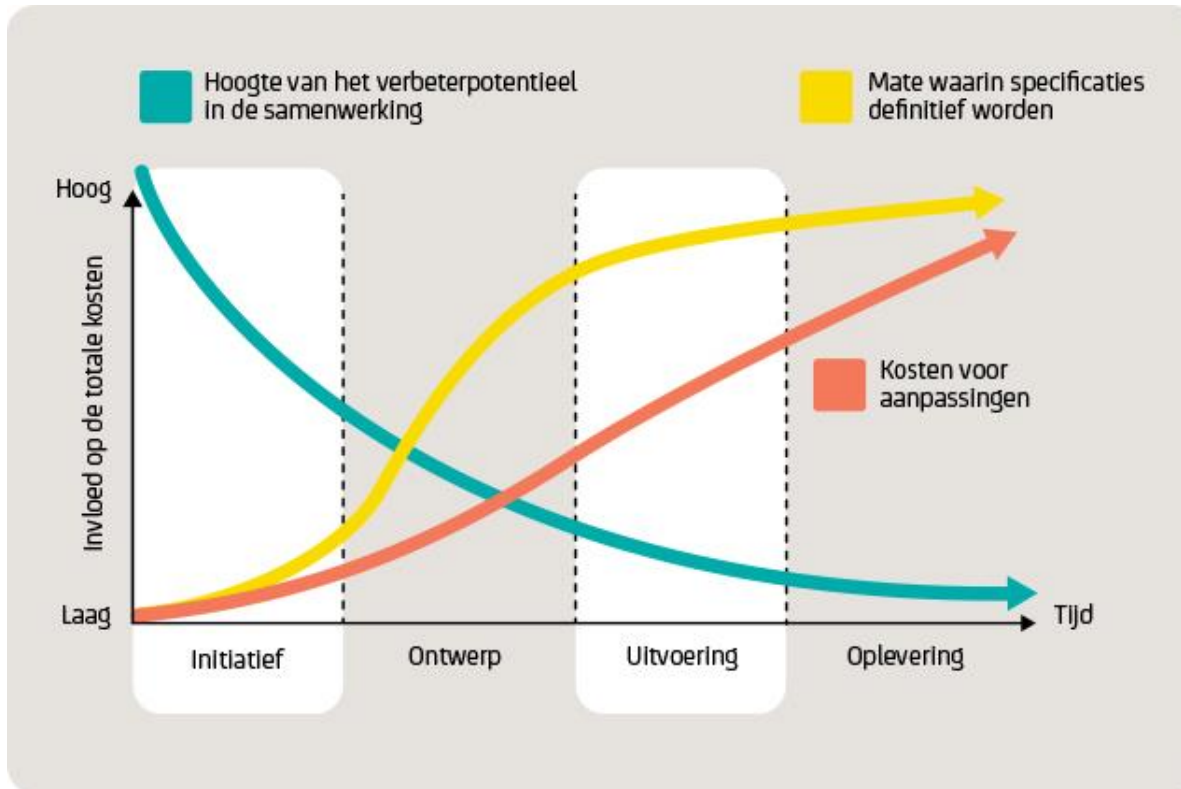 Hoogte van het verbeterpotentieel
in de samenwerking
Mate waarin specificaties
definitief worden
Hoog
Invloed op de totale kosten
Kosten voor
aanpassingen
Laag
Tijd
Initiatief
Ontwerp
Uitvoering
Oplevering